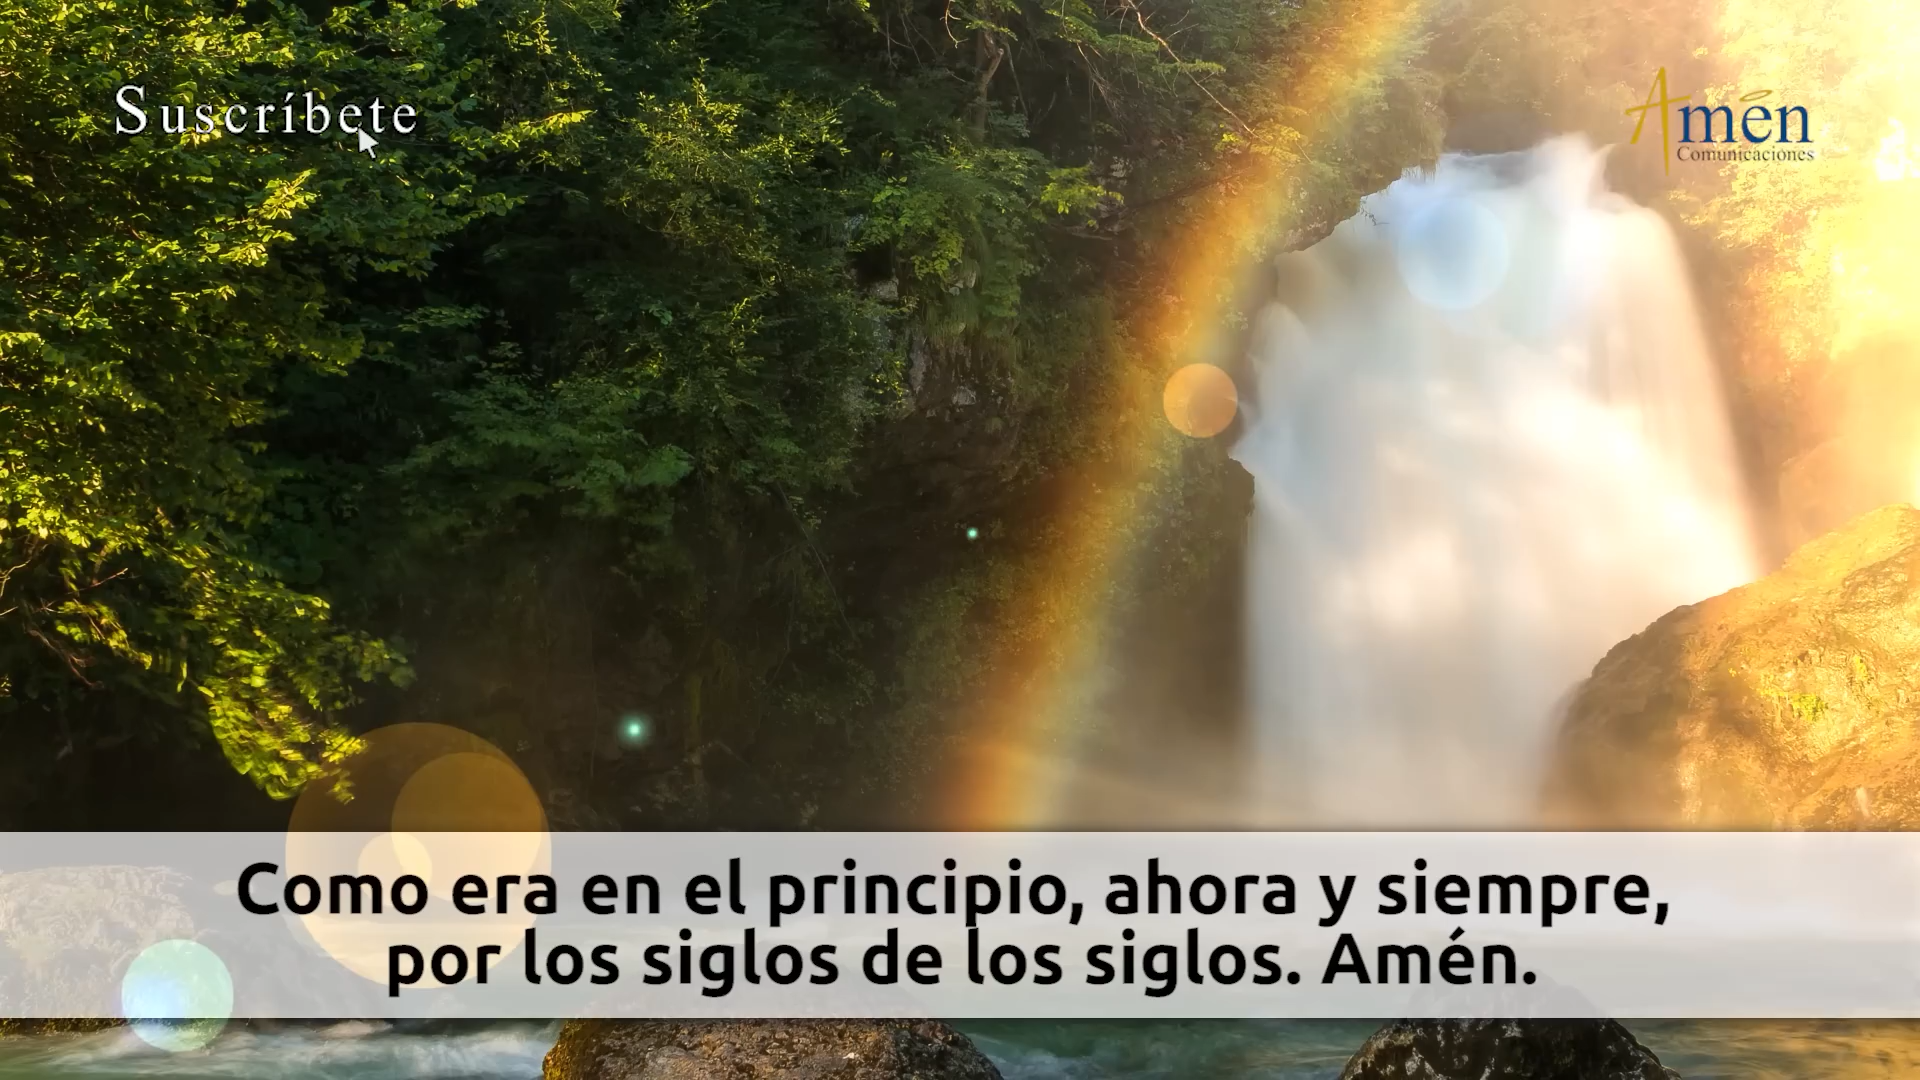 Suscríbete
Amén
Comunicaciones
Como era en el principio, ahora y siempre,
por los siglos de los siglos. Amén.